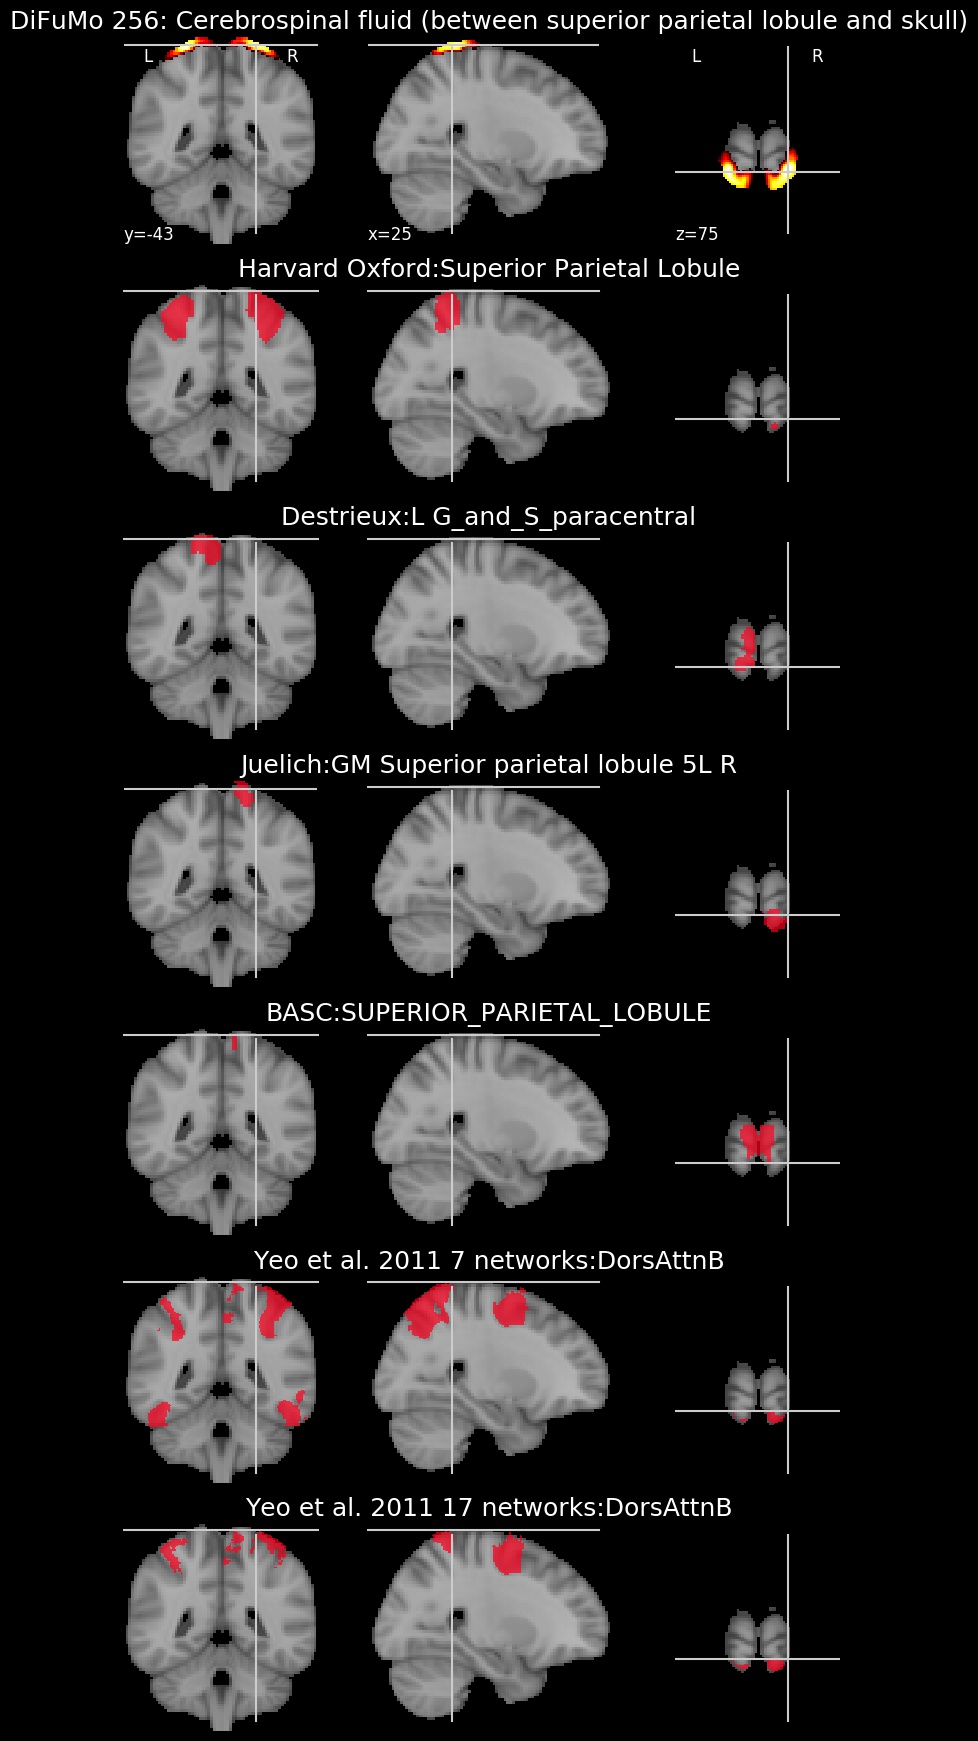 DiFuMo 256: Cerebrospinal fluid (between superior parietal lobule and skull)
L R L R
y=-43 x=25 z=75
Harvard Oxford:Superior Parietal Lobule
Destrieux:L G_and_S_paracentral
Juelich:GM Superior parietal lobule 5L R
BASC:SUPERIOR_PARIETAL_LOBULE
Yeo et al. 2011 7 networks:DorsAttnB
Yeo et al. 2011 17 networks:DorsAttnB